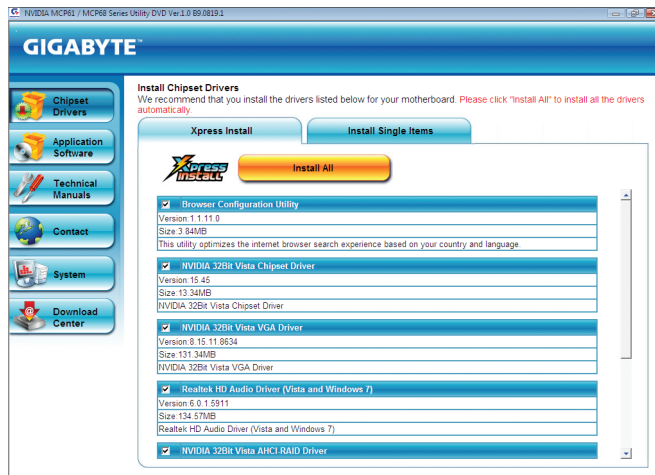 NVIDIA MCP61 / MCP68 Series Utility DVD Ver.1.0 B9.0819.1
GIGABYTE™
Chipset
Drivers
Application
Software
Technical
Manuals
Contact
System
Download
Center
Install Chipset Drivers
We recommend that you install the drivers listed below for your motherboard. Please click "Install All" to install all the drivers
automatically.
Xpress Install
Install Single Items
Xpress
INSTALL
Install All
Browser Configuration Utility
Version:1.1.11.0
Size:3.84MB
This utility optimizes the internet browser search experience based on your country and language.
NVIDIA 32Bit Vista Chipset Driver
Version:15.45
Size:13.34MB
NVIDIA 32Bit Vista Chipset Driver
NVIDIA 32Bit Vista VGA Driver
Version:8.15.11.8634
Size:131.34MB
NVIDIA 32Bit Vista VGA Driver
Realtek HD Audio Driver (Vista and Windows 7)
Version:6.0.1.5911
Size:134.57MB
Realtek HD Audio Driver (Vista and Windows 7)
NVIDIA 32Bit Vista AHCI-RAID Driver